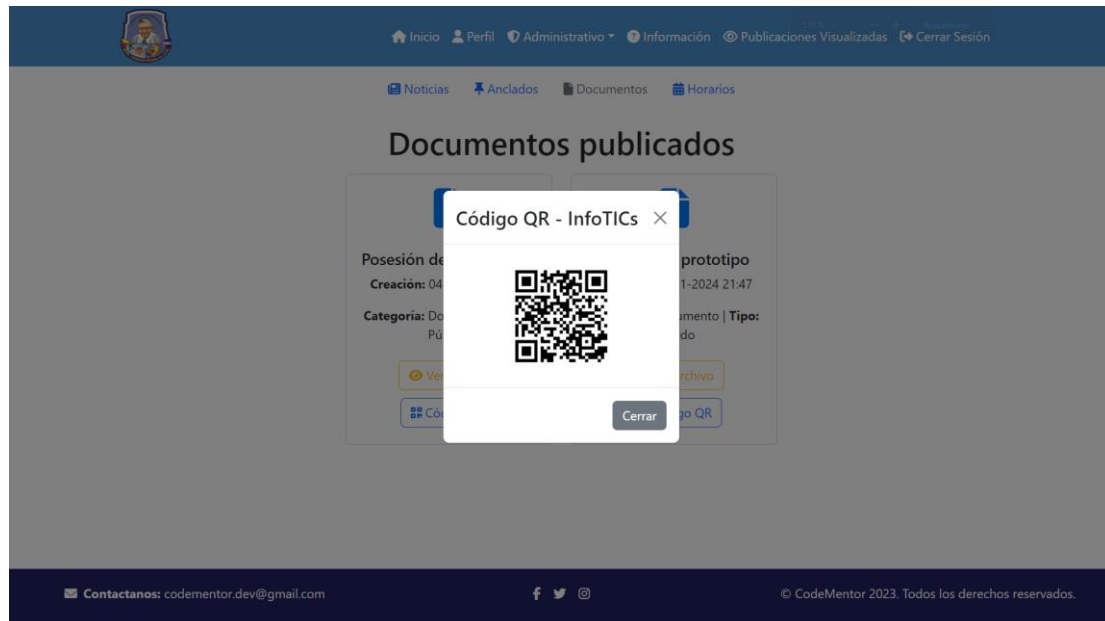 Inicio Perfil Administrativo Información Publicaciones Visualizadas Cerrar Sesión
Noticias Anclados Documentos Horarios
Documentos publicados
Código QR - InfoTICs
Posesión de prototipo
Creación: 04 1-2024 21:47
Categoría: Do umento | Tipo:
Pú do
Ver rchivo
Cerrar
Có go QR
Contactanos: codementor.dev@gmail.com © CodeMentor 2023. Todos los derechos reservados.